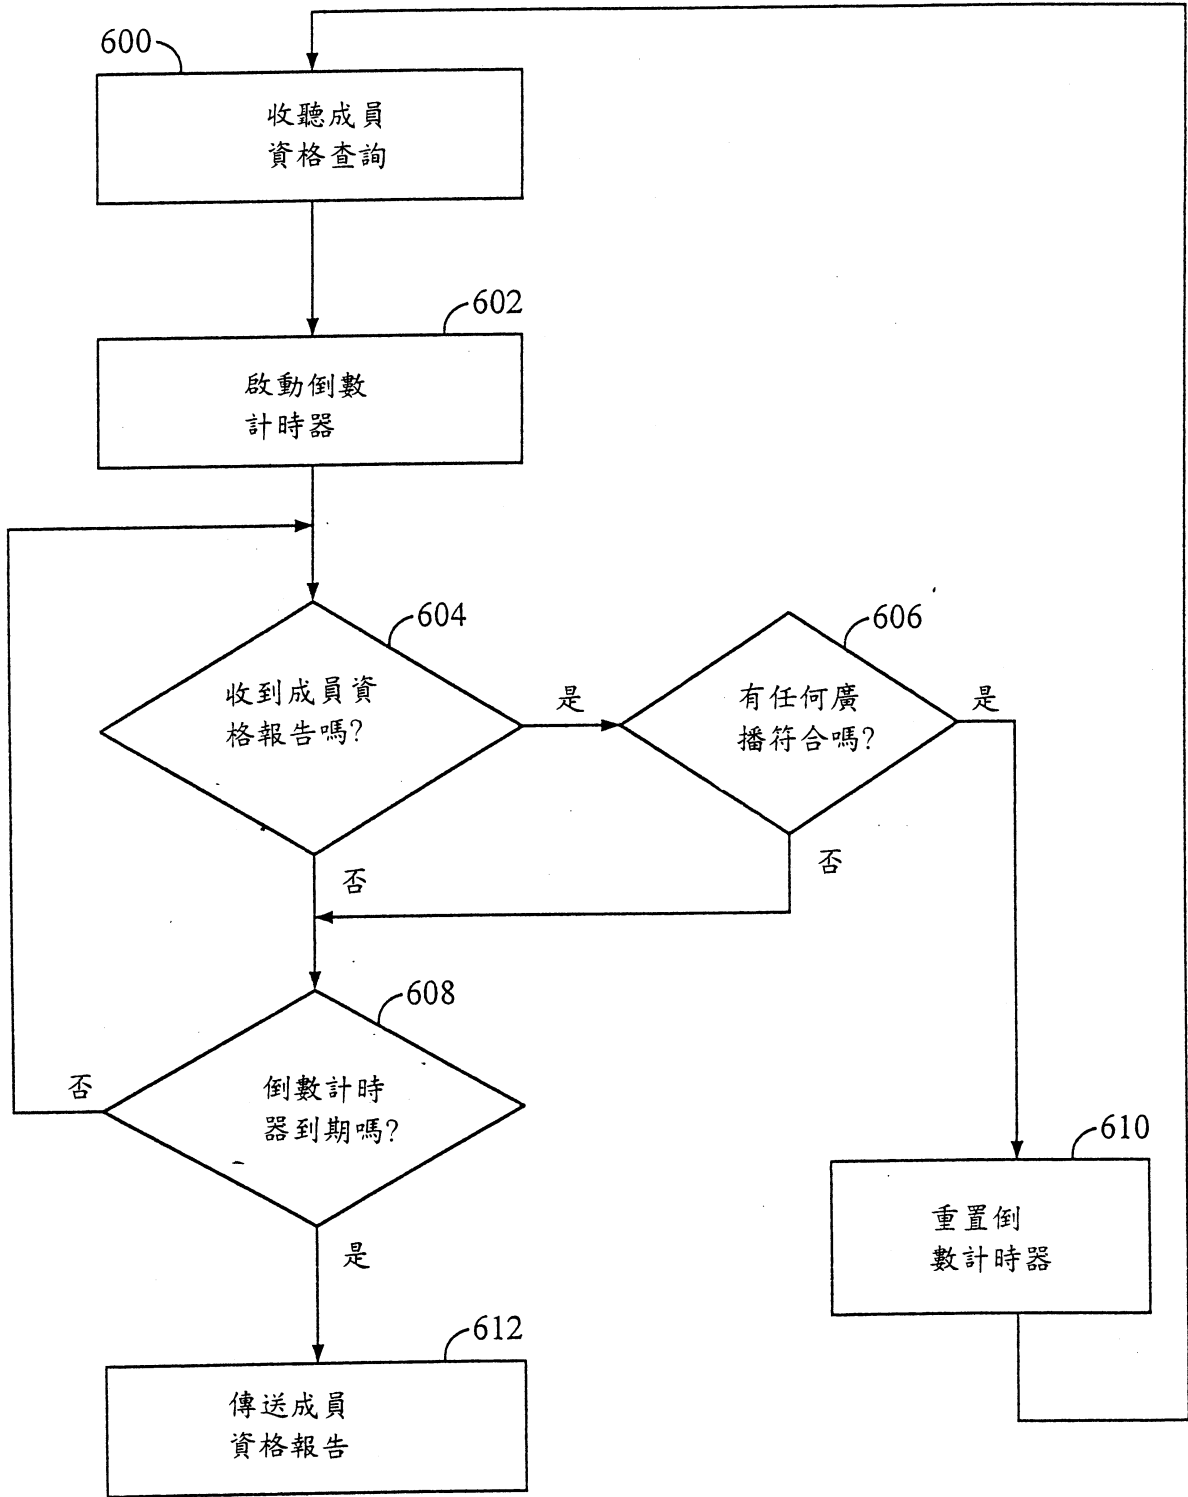 600
收聽成員
資格查詢
602
啟動倒數
計時器
604
收到成員資
格報告嗎?
是
606
有任何廣
播符合嗎?
是
否
否
608
倒數計時
器到期嗎?
否
是
610
重置倒
數計時器
612
傳送成員
資格報告